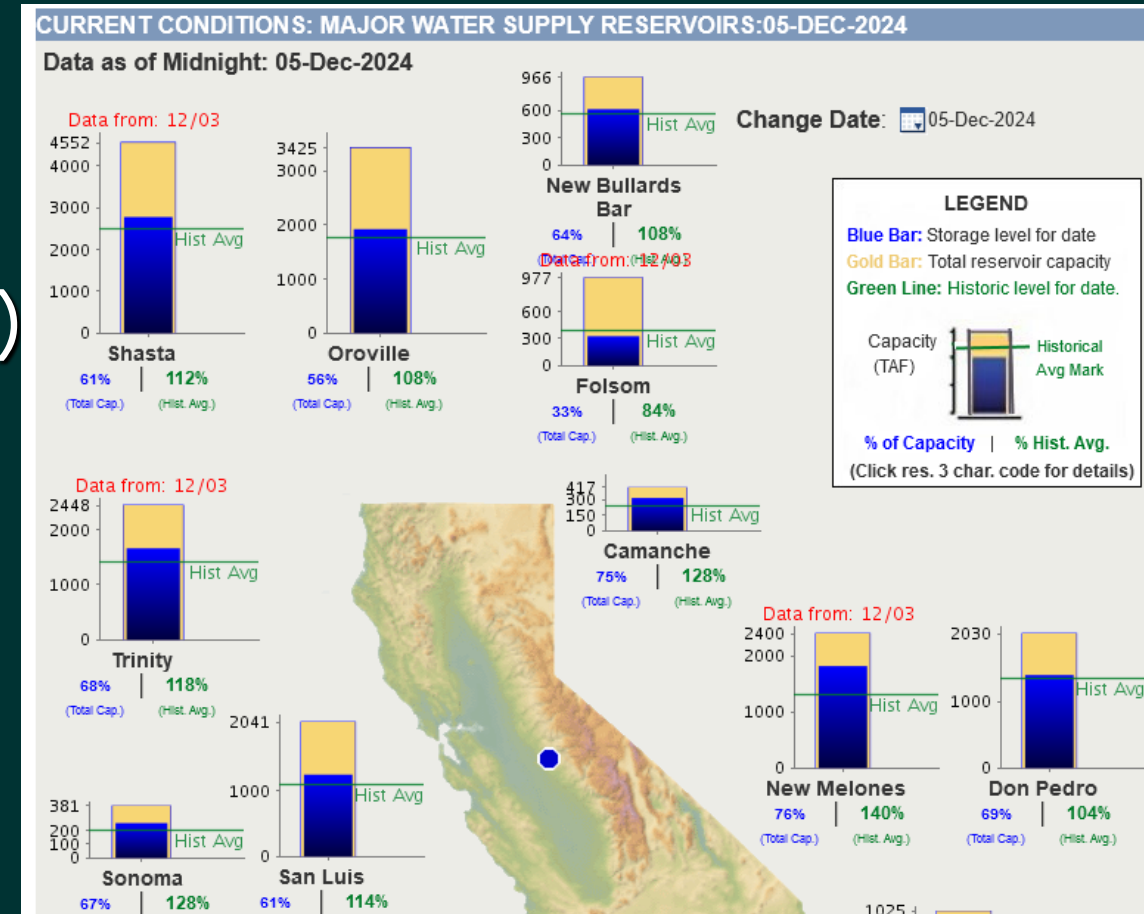 CURRENT CONDITIONS: MAJOR WATER SUPPLY RESERVOIRS:05-DEC-2024
Data as of Midnight: 05-Dec-2024
Change Date: 05-Dec-2024
Data from: 12/03
4552
4000
3000
2000
1000
0
Hist Avg
Shasta
61% | 112%
(Total Cap.) (Hist. Avg.)
3425
3000
2000
1000
0
Hist Avg
Oroville
56% | 108%
(Total Cap.) (Hist. Avg.)
966
600
300
0
Hist Avg
New Bullards
Bar
64% | 108%
(Total Cap.) (Hist. Avg.)
Data from: 12/03
977
600
300
0
Hist Avg
Folsom
33% | 84%
(Total Cap.) (Hist. Avg.)
LEGEND
Blue Bar: Storage level for date
Gold Bar: Total reservoir capacity
Green Line: Historic level for date.
Capacity
(TAF)
Historical
Avg Mark
% of Capacity | % Hist. Avg.
(Click res. 3 char. code for details)
Data from: 12/03
2448
2000
1000
0
Hist Avg
Trinity
68% | 118%
(Total Cap.) (Hist. Avg.)
417
300
150
0
Hist Avg
Camanche
75% | 128%
(Total Cap.) (Hist. Avg.)
Data from: 12/03
2400
2000
1000
0
Hist Avg
New Melones
76% | 140%
(Total Cap.) (Hist. Avg.)
2030
1000
0
Hist Avg
Don Pedro
69% | 104%
(Total Cap.) (Hist. Avg.)
381
200
100
0
Hist Avg
Sonoma
67% | 128%
2041
1000
0
Hist Avg
San Luis
61% | 114%
1025
)